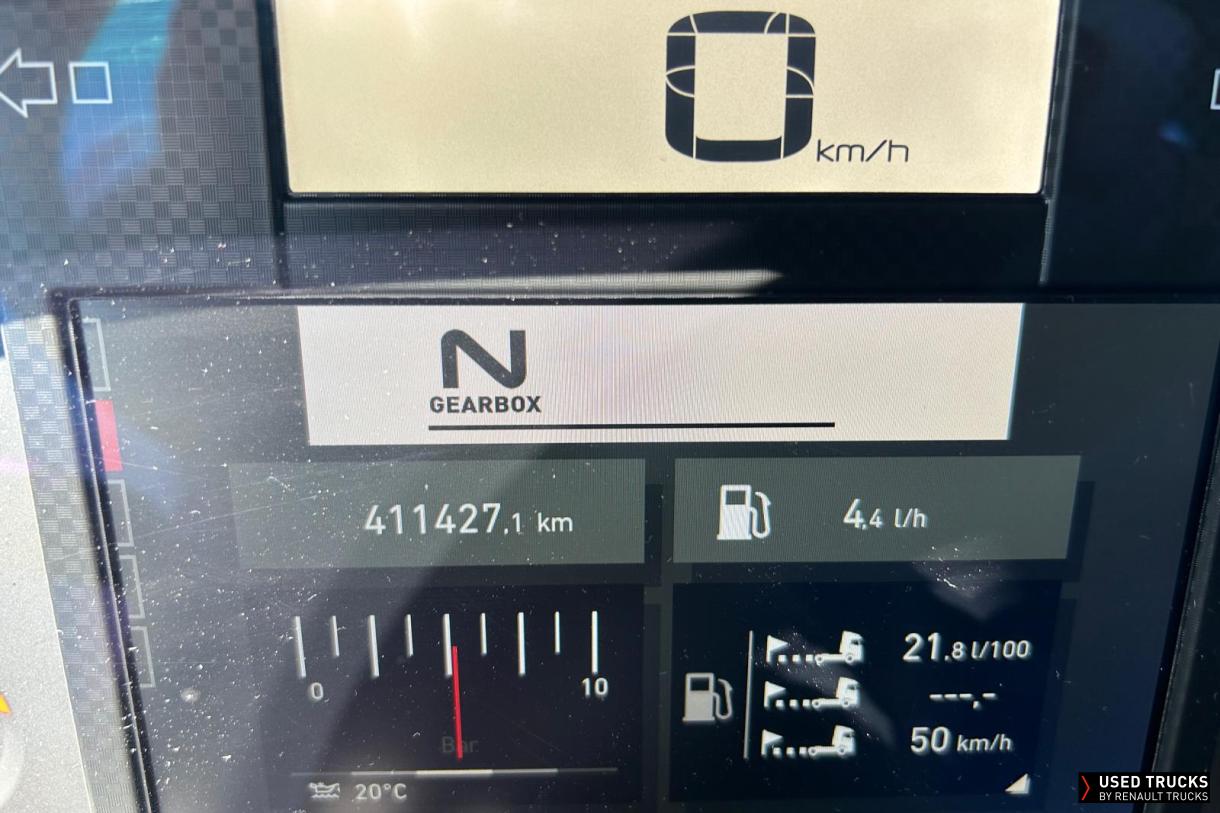 0 km/h
N
GEARBOX
411427,1 km
4,4 l/h
0
10
Bar
20°C
21,8 l/100
---,-
50 km/h
USED TRUCKS
BY RENAULT TRUCKS